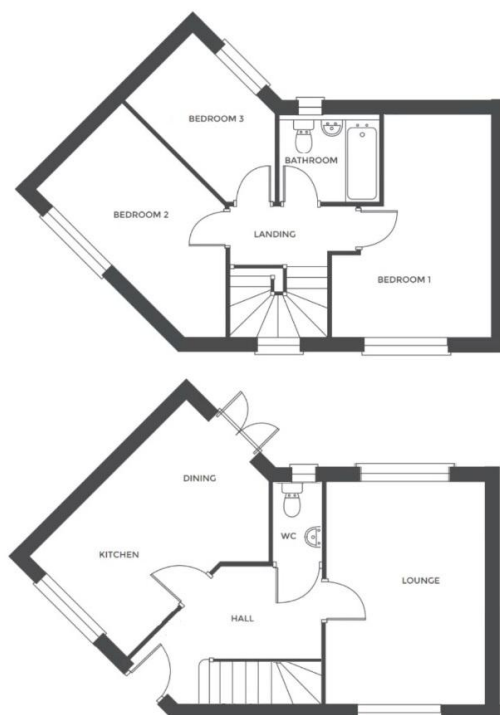 BEDROOM 3
BATHROOM
BEDROOM 2
LANDING
BEDROOM 1
DINING
WC
KITCHEN
LOUNGE
HALL